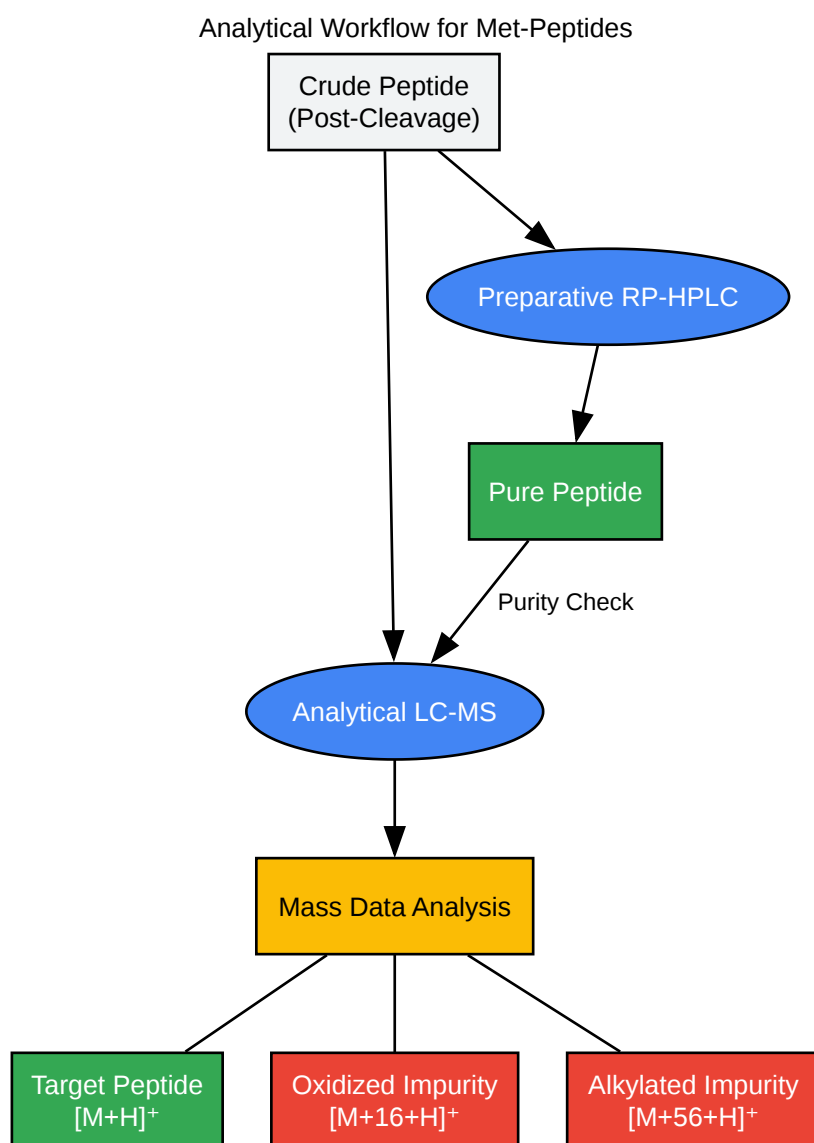 Analytical Workflow for Met-Peptides
Crude Peptide
(Post-Cleavage)
Preparative RP-HPLC
Pure Peptide
Purity Check
Analytical LC-MS
Mass Data Analysis
Target Peptide
[M+H]⁺
Oxidized Impurity
[M+16+H]⁺
Alkylated Impurity
[M+56+H]⁺